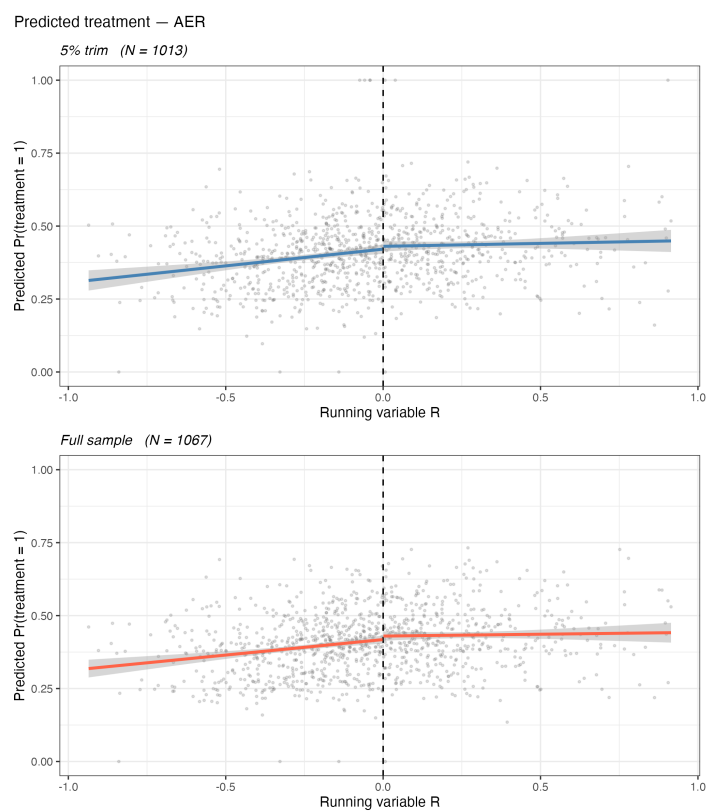 Predicted treatment — AER
5% trim (N = 1013)
Predicted Pr(treatment = 1)
1.00
0.75
0.50
0.25
0.00
-1.0 -0.5 0.0 0.5 1.0
Running variable R
Full sample (N = 1067)
Predicted Pr(treatment = 1)
1.00
0.75
0.50
0.25
0.00
-1.0 -0.5 0.0 0.5 1.0
Running variable R